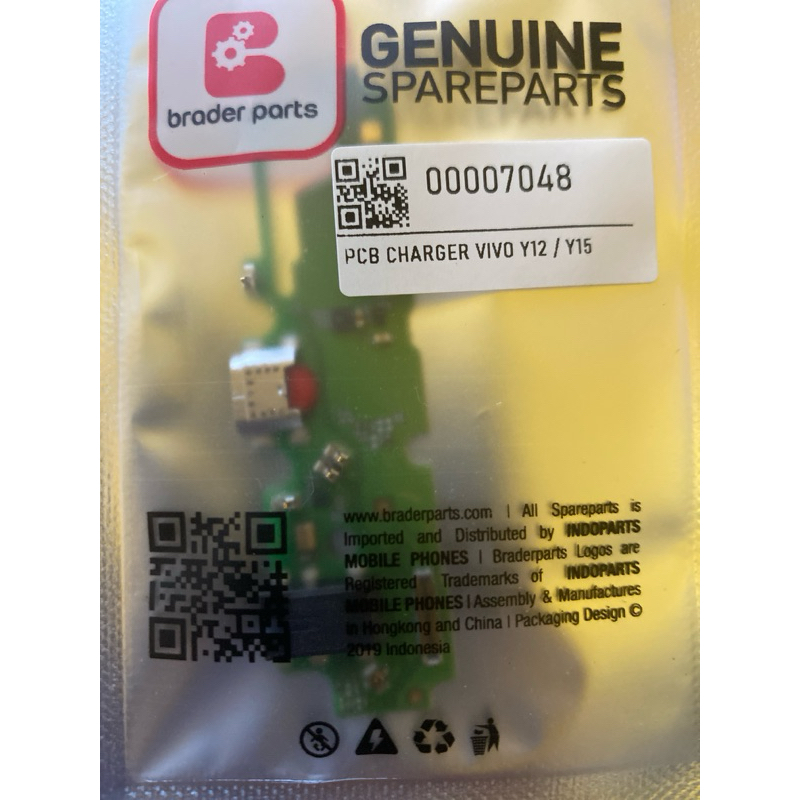 brader parts
GENUINE
SPAREPARTS
00007048
PCB CHARGER VIVO Y12 / Y15
www.braderparts.com | All Spareparts is
Imported and Distributed by INDOPARTS
MOBILE PHONES | Braderparts Logos are
Registered Trademarks of INDOPARTS
MOBILE PHONES | Assembly & Manufactures
in Hongkong and China | Packaging Design ©
2019 Indonesia